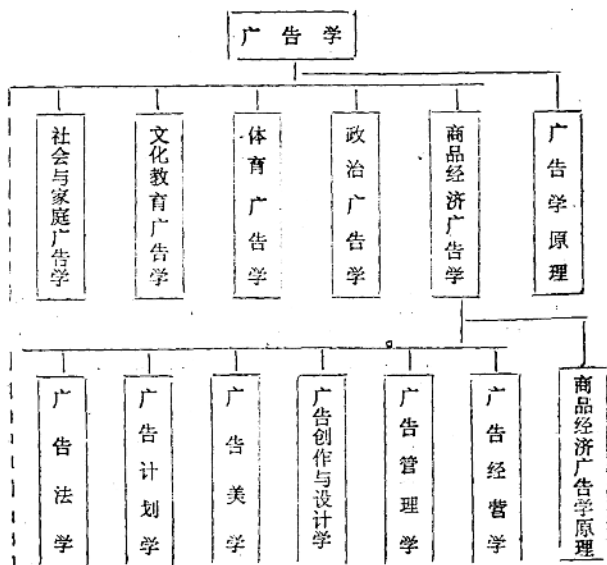 广告学
社会与家庭广告学
文化教育广告学
体育广告学
政治广告学
商品经济广告学
广告学原理
广告法学
广告计划学
广告美学
广告创作与设计学
广告管理学
广告经营学
商品经济广告学原理